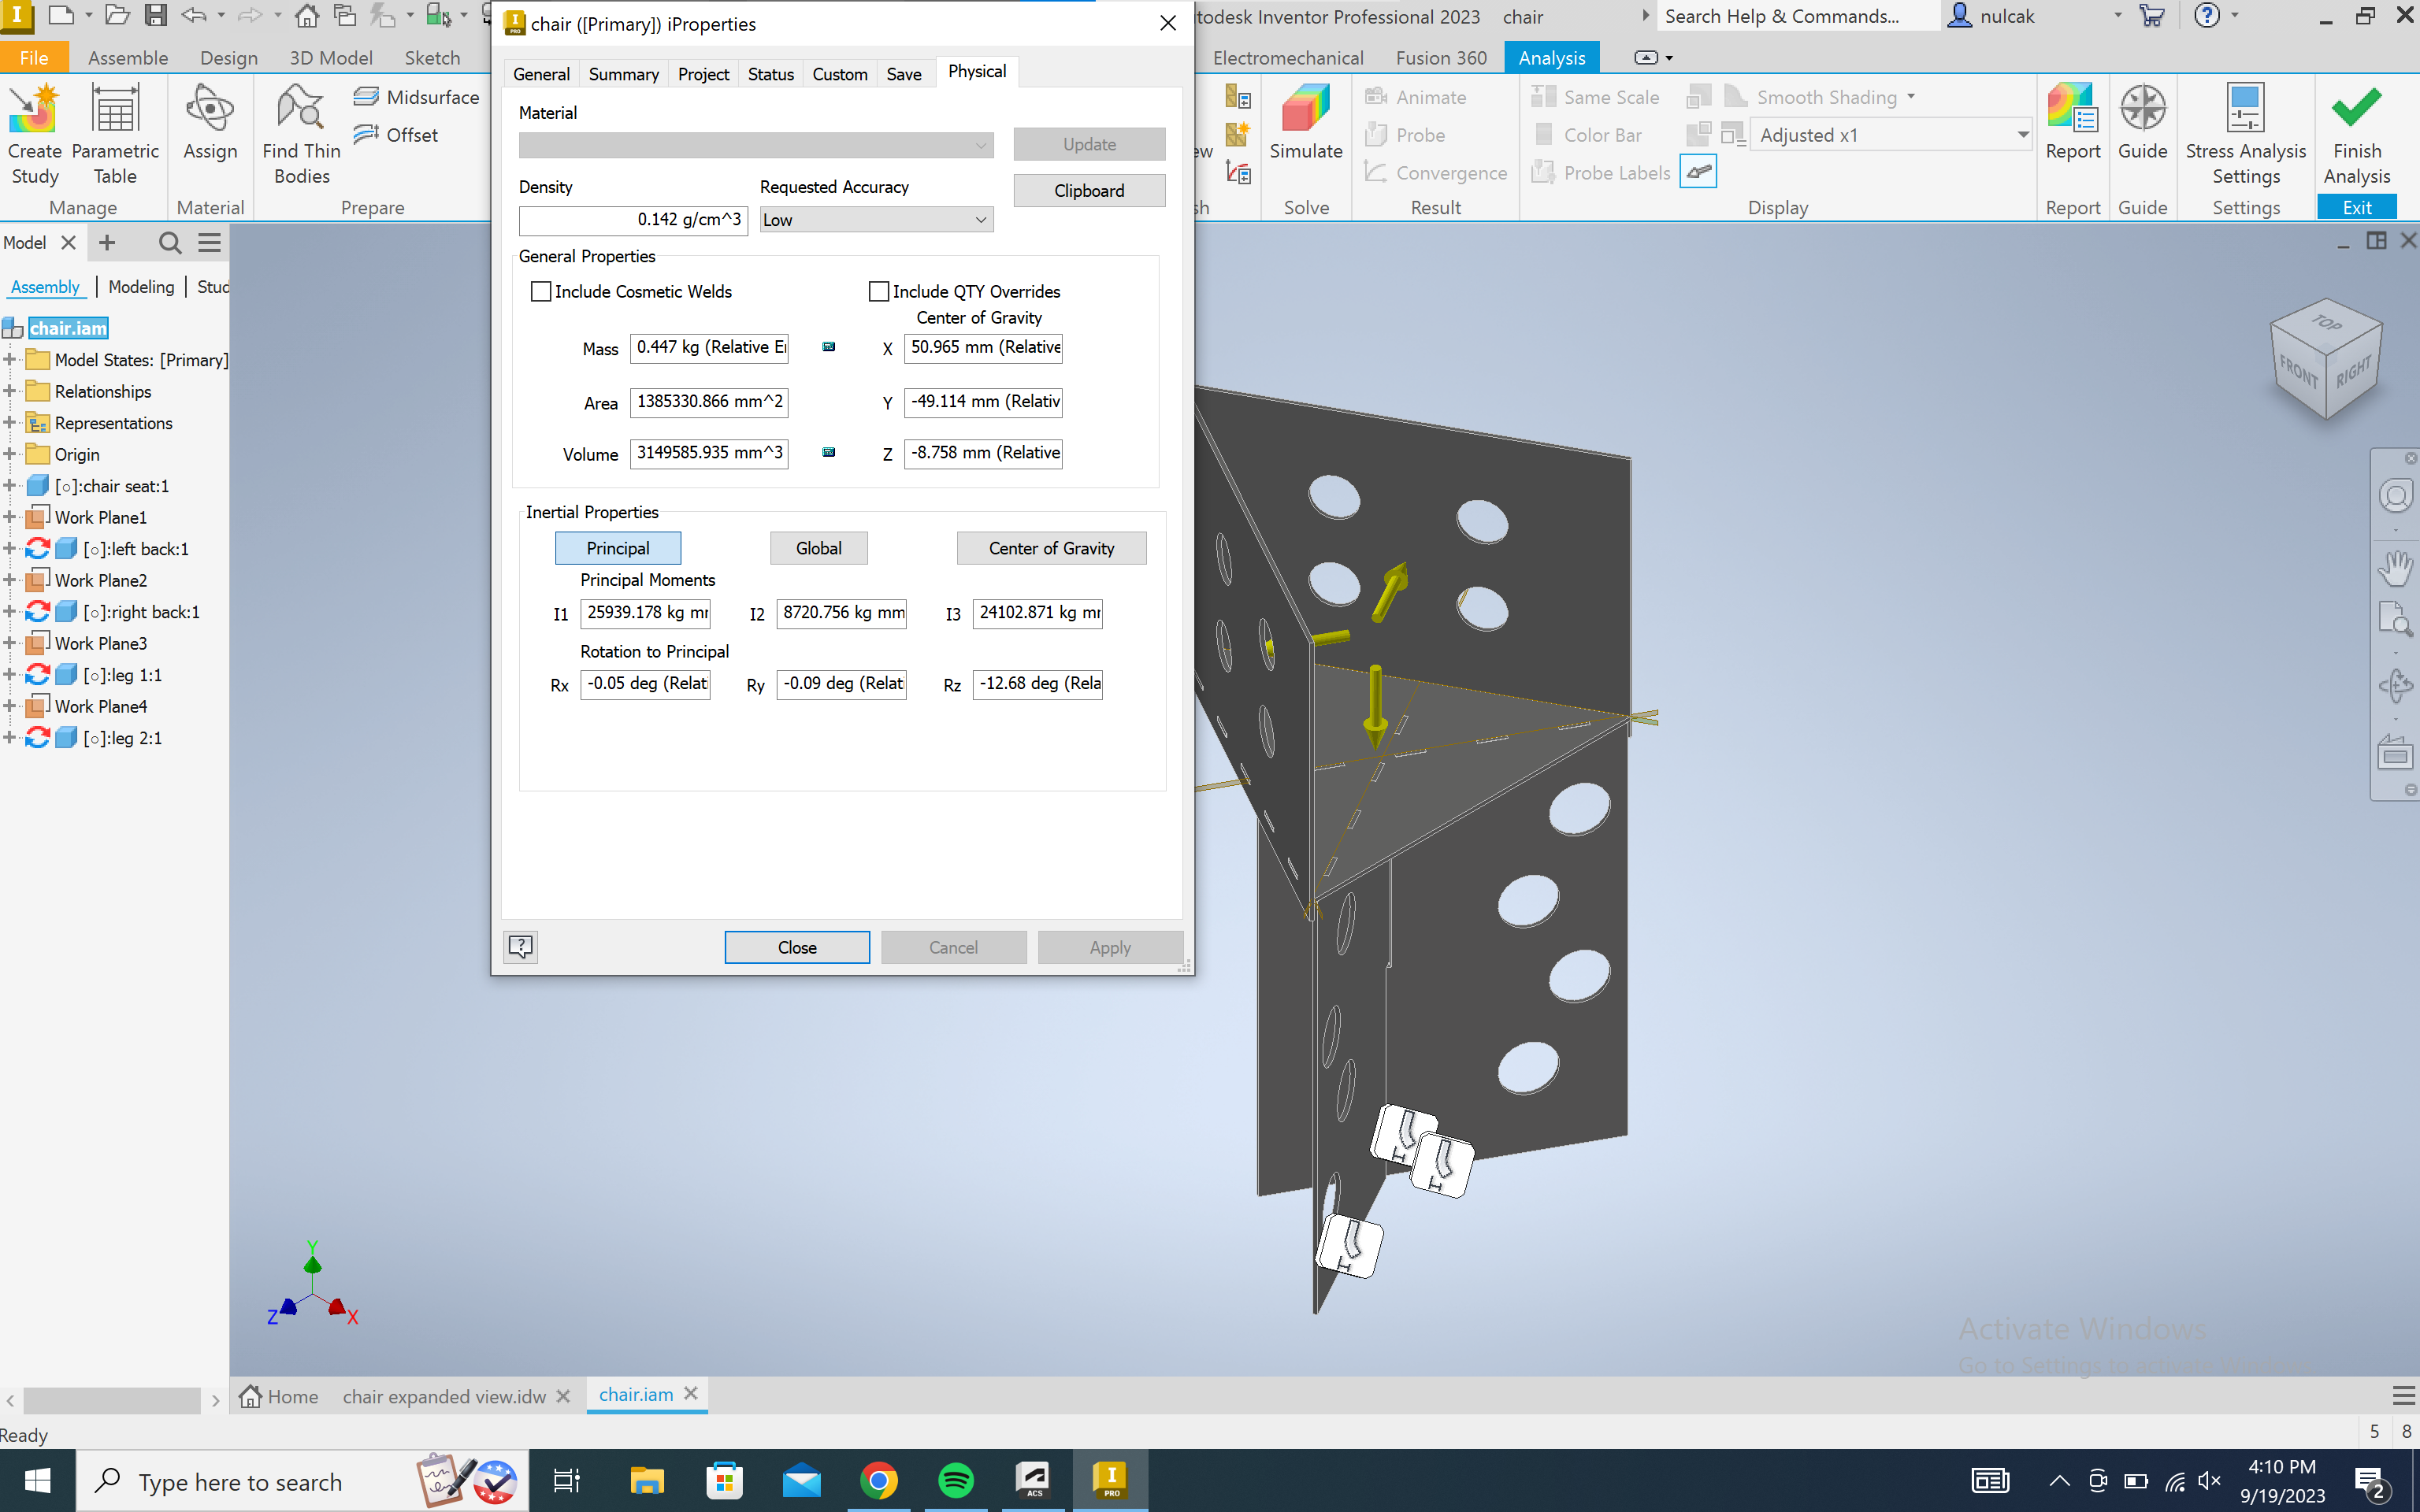 I
chair ([Primary]) iProperties
utodesk Inventor Professional 2023 chair
Search Help & Commands...
nulcak
File Assemble Design 3D Model Sketch
Electromechanical Fusion 360 Analysis
General Summary Project Status Custom Save Physical
Create Study
Parametric Table
Manage
Assign
Material
Find Thin Bodies
Midsurface
Offset
Prepare
ew
sh
Simulate
Solve
Animate
Probe
Convergence
Result
Same Scale
Color Bar
Probe Labels
Smooth Shading
Adjusted x1
Display
Report
Report
Guide
Guide
Stress Analysis Settings
Settings
Finish Analysis
Exit
Material
Update
Density
Requested Accuracy
Clipboard
0.142 g/cm^3
Low
General Properties
Include Cosmetic Welds
Include QTY Overrides
Center of Gravity
Mass 0.447 kg (Relative E
X 50.965 mm (Relative
Area 1385330.866 mm^2
Y -49.114 mm (Relativ
Volume 3149585.935 mm^3
Z -8.758 mm (Relative
Inertial Properties
Principal Global Center of Gravity
Principal Moments
I1 25939.178 kg mm
I2 8720.756 kg mm
I3 24102.871 kg mm
Rotation to Principal
Rx -0.05 deg (Relat
Ry -0.09 deg (Relat
Rz -12.68 deg (Rela
Close Cancel Apply
Model
Assembly Modeling Stud
chair.iam
Model States: [Primary]
Relationships
Representations
Origin
[○]:chair seat:1
Work Plane1
[○]:left back:1
Work Plane2
[○]:right back:1
Work Plane3
[○]:leg 1:1
Work Plane4
[○]:leg 2:1
TOP
FRONT
RIGHT
Y
Z
X
Activate Windows
Go to Settings to activate
Home chair expanded view.idw chair.iam
Ready
5 8
Type here to search
ACS
I PRO
4:10 PM
9/19/2023
2